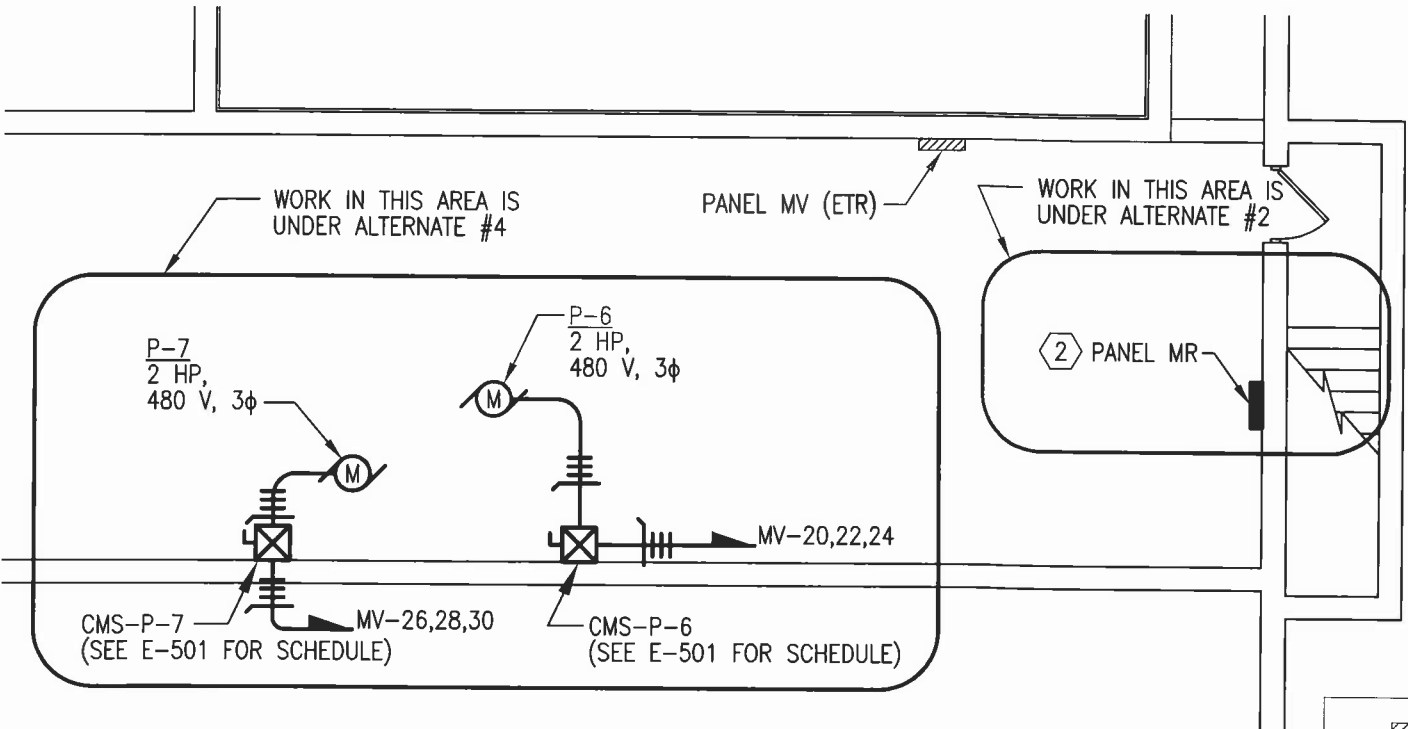 WORK IN THIS AREA IS
UNDER ALTERNATE #4
PANEL MV (ETR)
WORK IN THIS AREA IS
UNDER ALTERNATE #2
P-7
2 HP,
480 V, 3ϕ
P-6
2 HP,
480 V, 3ϕ
2 PANEL MR
M
M
MV-20,22,24
MV-26,28,30
CMS-P-7
(SEE E-501 FOR SCHEDULE)
CMS-P-6
(SEE E-501 FOR SCHEDULE)